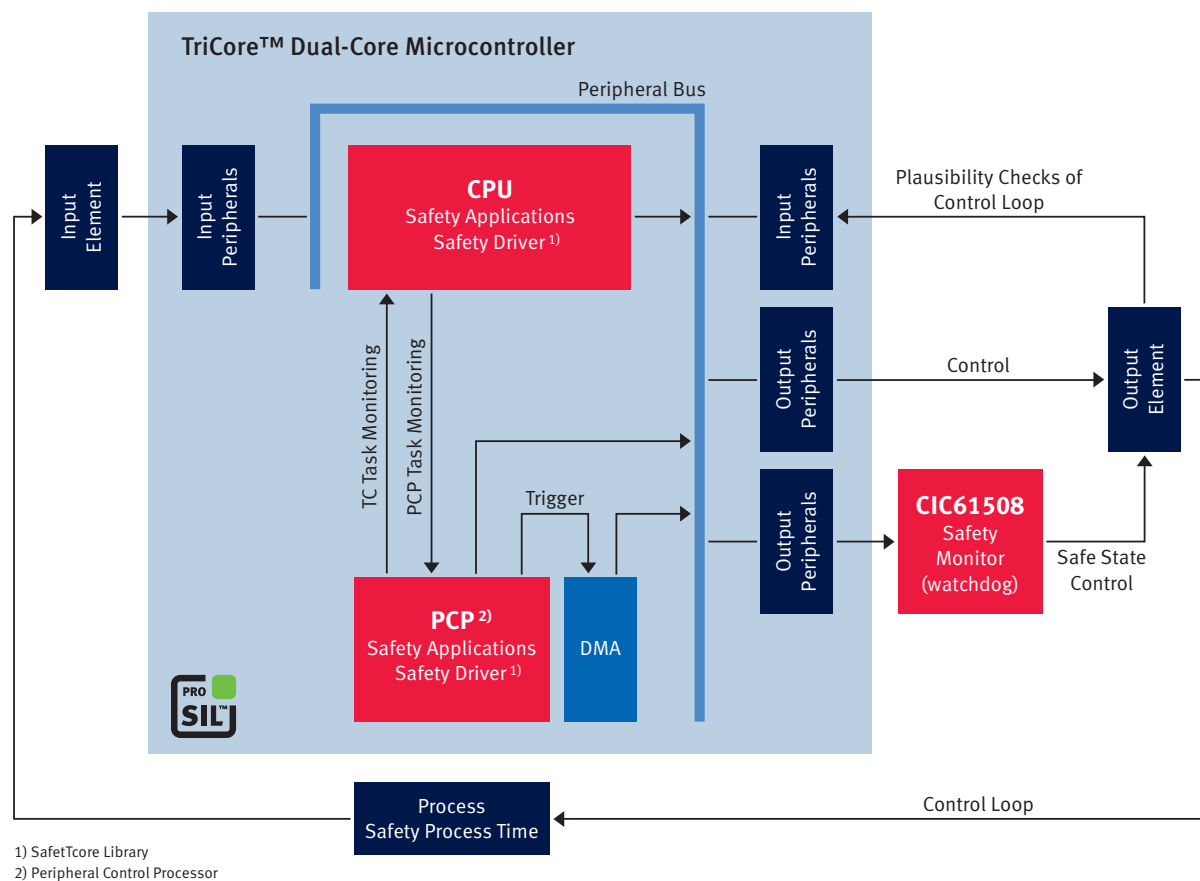 TriCore™ Dual-Core Microcontroller
Peripheral Bus
Input
Element
Input
Peripherals
CPU
Safety Applications
Safety Driver 1)
Input
Peripherals
Plausibility Checks of
Control Loop
TC Task Monitoring
PCP Task Monitoring
Output
Peripherals
Control
Output
Element
Trigger
Output
Peripherals
CIC61508
Safety
Monitor
(watchdog)
Safe State
Control
PCP 2)
Safety Applications
Safety Driver 1)
DMA
PRO
SIL™
Process
Safety Process Time
Control Loop
1) SafetTcore Library
2) Peripheral Control Processor